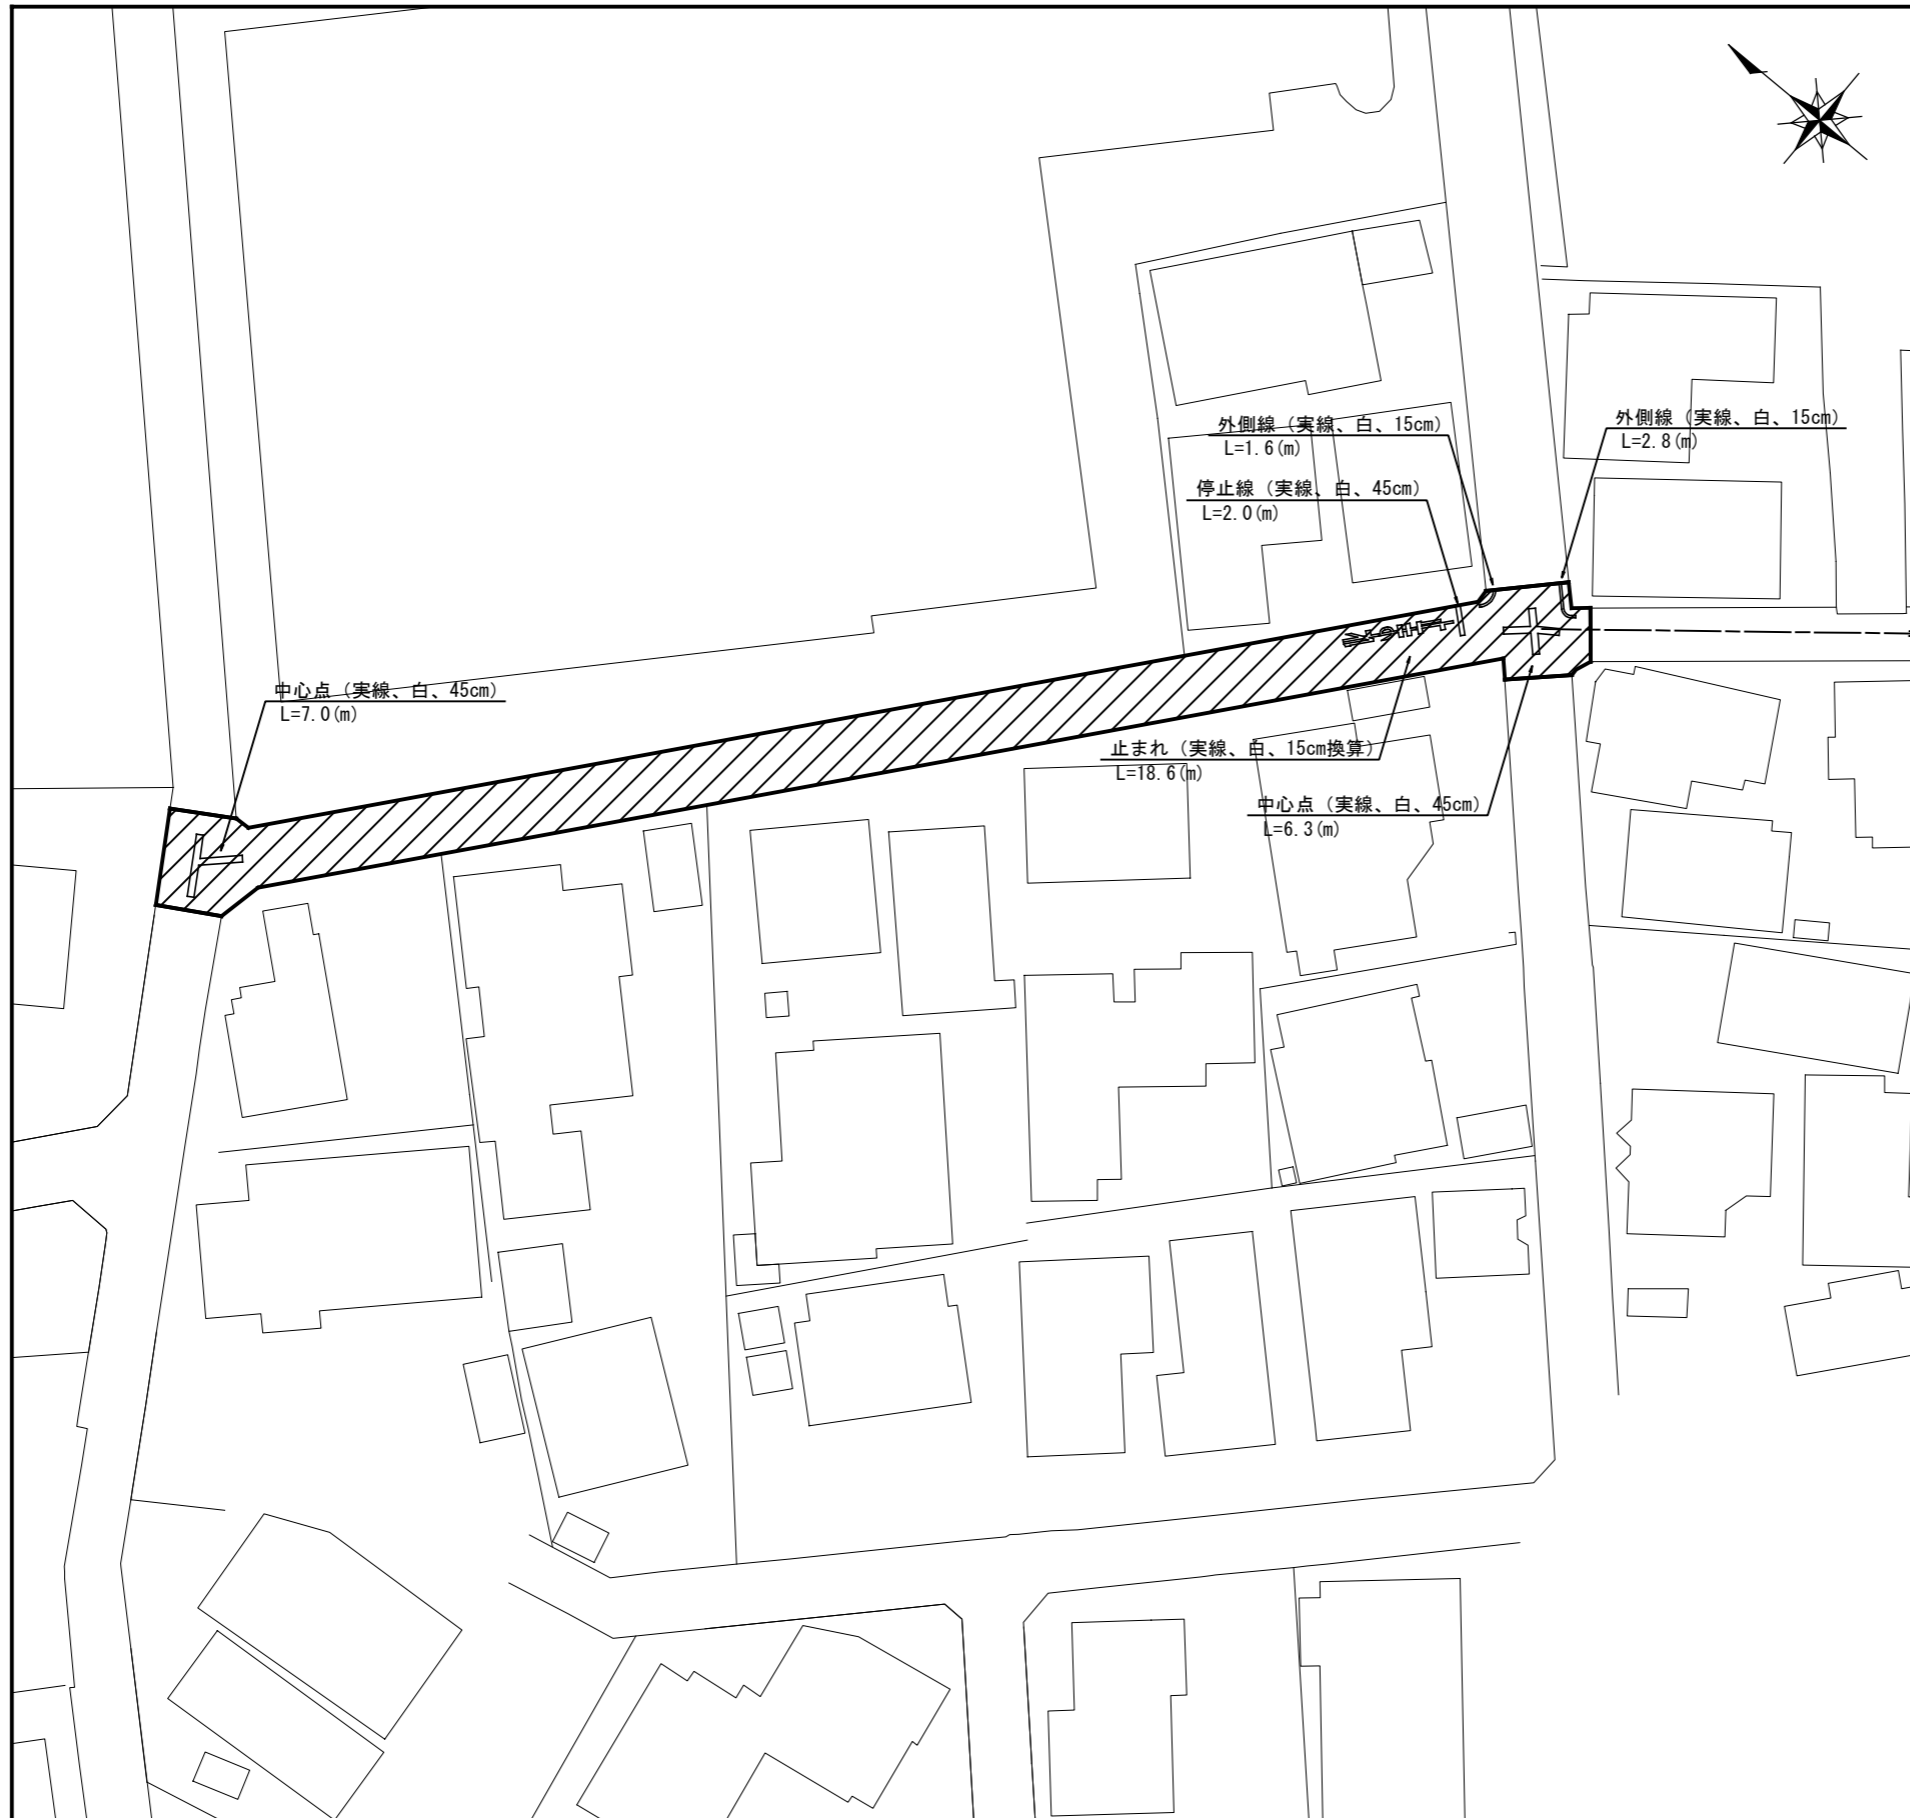 外側線（実線、白、15cm）
L=1.6(m)
外側線（実線、白、15cm）
L=2.8(m)
停止線（実線、白、45cm）
L=2.0(m)
止まれ
中心点（実線、白、45cm）
L=7.0(m)
止まれ（実線、白、15cm換算）
L=18.6(m)
中心点（実線、白、45cm）
L=6.3(m)